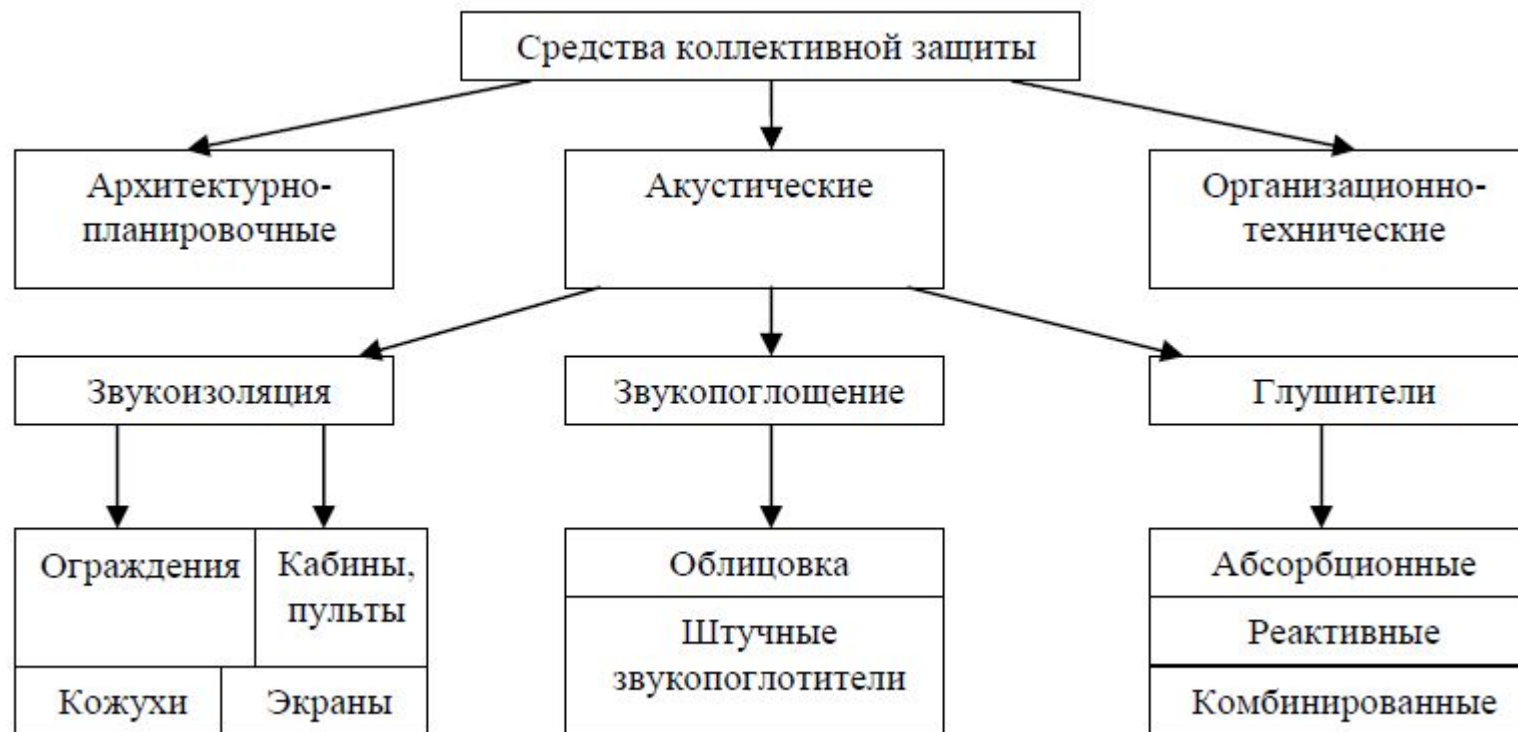 Средства коллективной защиты
Архитектурно-
планировочные
Акустические
Организационно-
технические
Звукоизоляция
Звукопоглощение
Глушители
Ограждения
Кабины,
пульты
Кожухи
Экраны
Облицовка
Штучные
звукопоглотители
Абсорбционные
Реактивные
Комбинированные